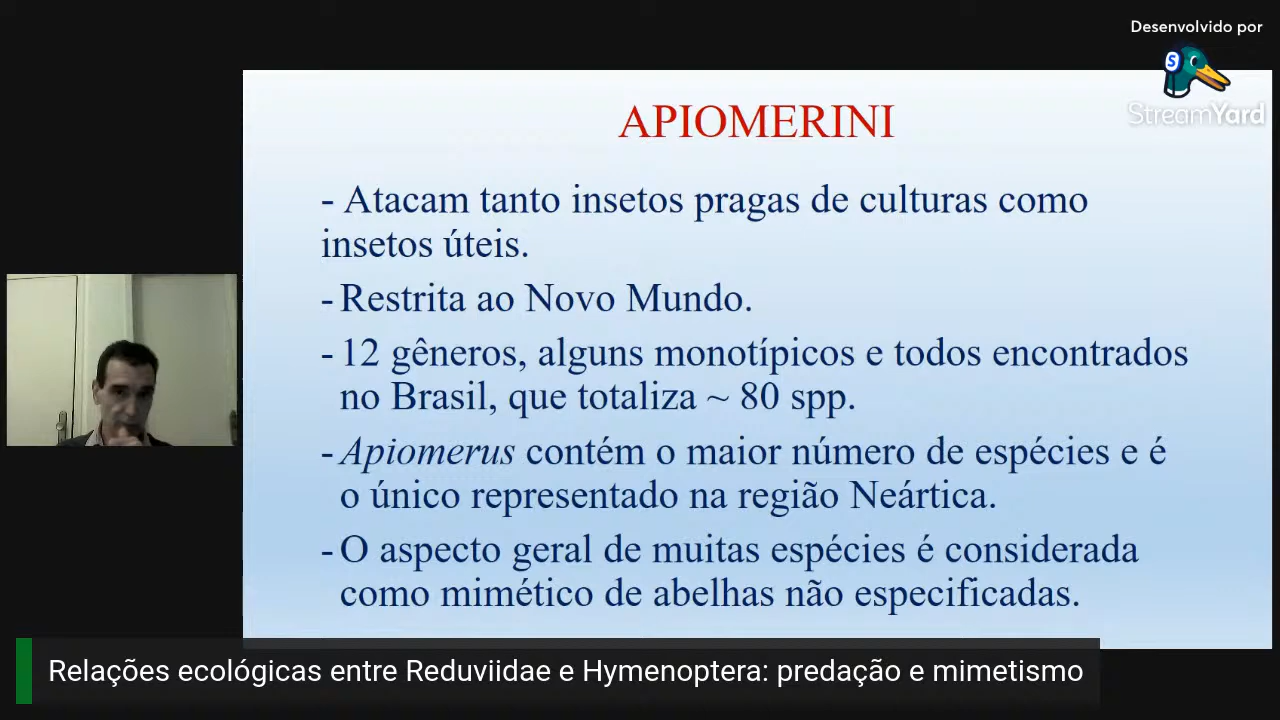 Desenvolvido por
StreamYard
APIOMERINI
- Atacam tanto insetos pragas de culturas como
insetos úteis.
- Restrita ao Novo Mundo.
- 12 gêneros, alguns monotípicos e todos encontrados
no Brasil, que totaliza ~ 80 spp.
- Apiomerus contém o maior número de espécies e é
o único representado na região Neártica.
- O aspecto geral de muitas espécies é considerada
como mimético de abelhas não especificadas.
Relações ecológicas entre Reduviidae e Hymenoptera: predação e mimetismo